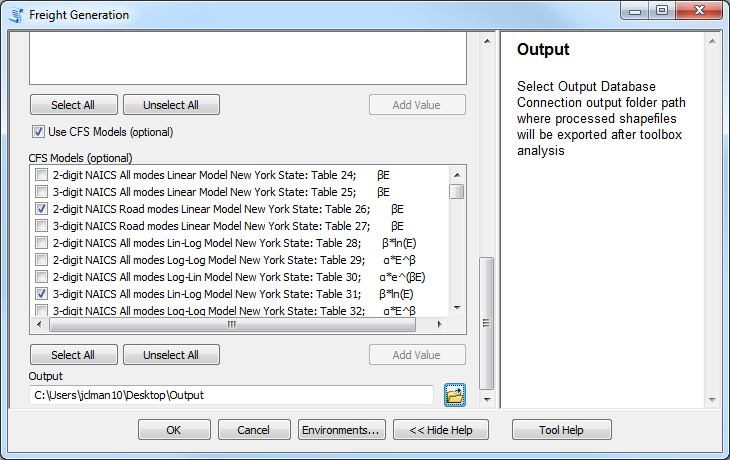 Freight Generation
Select All
Unselect All
Add Value
Use CFS Models (optional)
CFS Models (optional)
2-digit NAICS All modes Linear Model New York State: Table 24; βE
3-digit NAICS All modes Linear Model New York State: Table 25; βE
2-digit NAICS Road modes Linear Model New York State: Table 26; βE
3-digit NAICS Road modes Linear Model New York State: Table 27; βE
2-digit NAICS All modes Lin-Log Model New York State: Table 28; β*ln(E)
2-digit NAICS All modes Log-Log Model New York State: Table 29; α*E^β
2-digit NAICS All modes Log-Lin Model New York State: Table 30; α*e^(βE)
3-digit NAICS All modes Lin-Log Model New York State: Table 31; β*ln(E)
3-digit NAICS All modes Log-Log Model New York State: Table 32; α*E^β
Select All
Unselect All
Add Value
Output
C:\Users\jdman10\Desktop\Output
OK
Cancel
Environments...
<< Hide Help
Tool Help
Output
Select Output Database
Connection output folder path
where processed shapefiles
will be exported after toolbox
analysis